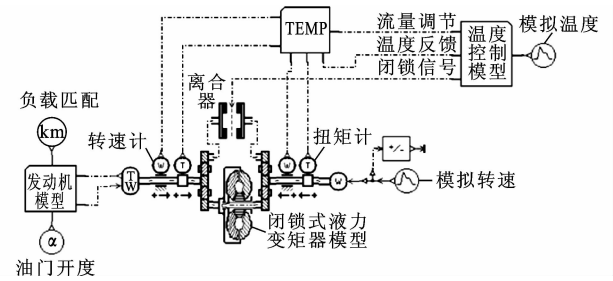 TEMP
流量调节
温度反馈
闭锁信号
温度
控制
模型
模拟温度
离合
器
负载匹配
km
转速计
W
T
W
T
扭矩计
+/-
发动机
模型
T
W
W
模拟转速
闭锁式液力
变矩器模型
α
油门开度